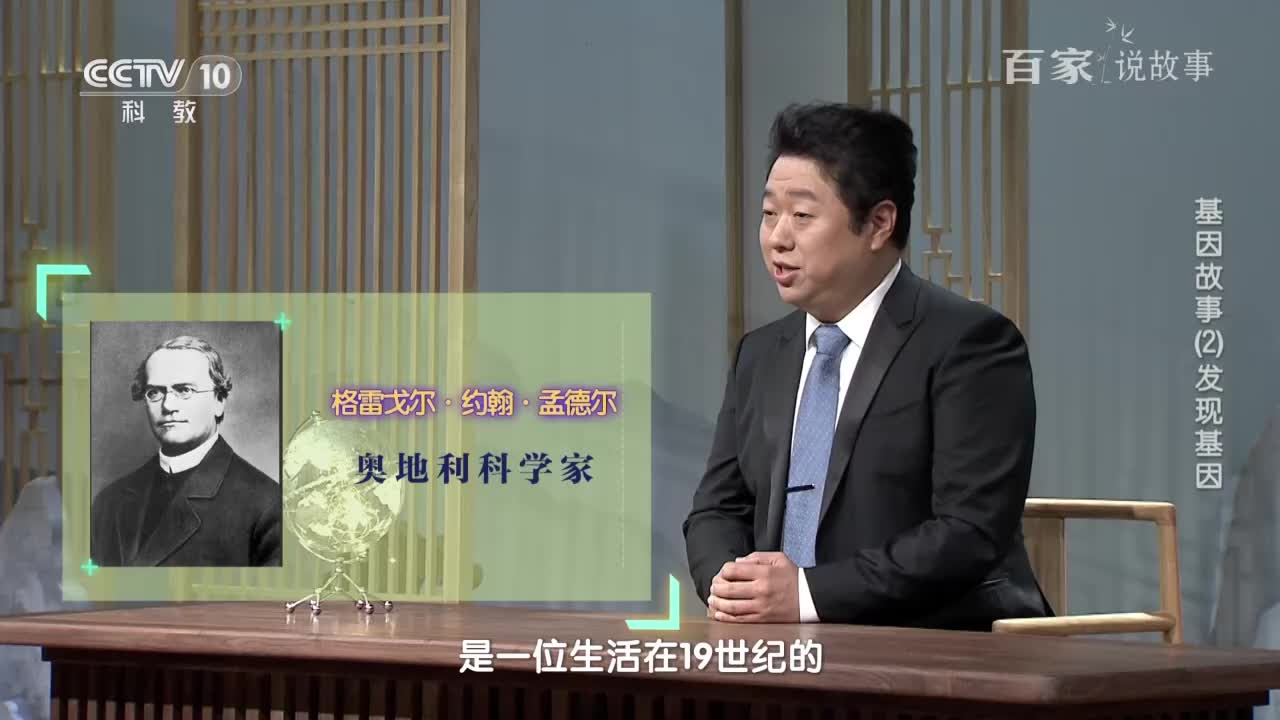 CCTV 10
科教
百家说故事
基因故事(2)发现基因
格雷戈尔·约翰·孟德尔
奥地利科学家
是一位生活在19世纪的